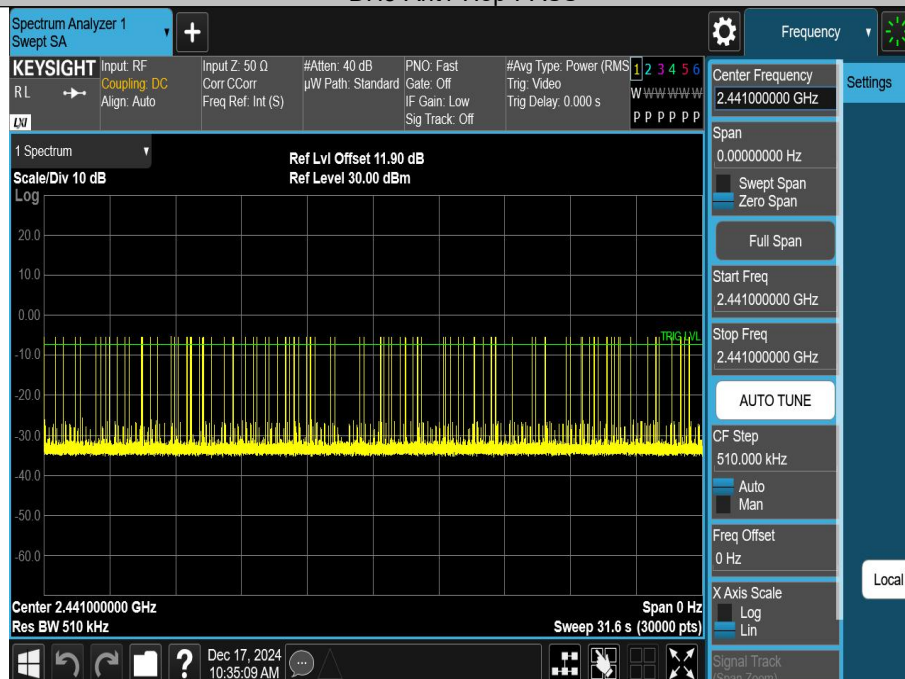 Spectrum Analyzer 1
Swept SA
Frequency
KEYSIGHT
RL
LXI
Input: RF
Coupling: DC
Align: Auto
Input Z: 50 Ω
Corr CCorr
Freq Ref: Int (S)
#Atten: 40 dB
µW Path: Standard
PNO: Fast
Gate: Off
IF Gain: Low
Sig Track: Off
#Avg Type: Power (RMS
Trig: Video
Trig Delay: 0.000 s
1 2 3 4 5 6
W W W W W W
P P P P P P
1 Spectrum
Scale/Div 10 dB
Log
Ref Lvl Offset 11.90 dB
Ref Level 30.00 dBm
20.0
10.0
0.00
TRIG LVL
-10.0
-20.0
-30.0
-40.0
-50.0
-60.0
Center 2.441000000 GHz
Res BW 510 kHz
Span 0 Hz
Sweep 31.6 s (30000 pts)
Center Frequency
2.441000000 GHz
Settings
Span
0.00000000 Hz
Swept Span
Zero Span
Full Span
Start Freq
2.441000000 GHz
Stop Freq
2.441000000 GHz
AUTO TUNE
CF Step
510.000 kHz
Auto
Man
Freq Offset
0 Hz
Local
X Axis Scale
Log
Lin
Signal Track
(Span Zoom)
?
Dec 17, 2024
10:35:09 AM